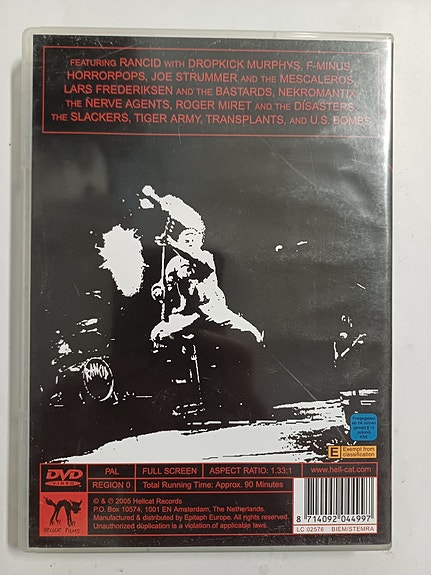 FEATURING RANCID WITH DROPKICK MURPHYS, F-MINUS,
HORRORPOPS, JOE STRUMMER AND THE MESCALEROS,
LARS FREDERIKSEN AND THE BASTARDS, NEKROMANTIX,
THE NERVE AGENTS, ROGER MIRET AND THE DISASTERS,
THE SLACKERS, TIGER ARMY, TRANSPLANTS, AND U.S. BOMBS
RANCID
E Exempt from
classification
DVD
VIDEO
PAL
FULL SCREEN
ASPECT RATIO: 1.33:1
www.hell-cat.com
REGION 0
Total Running Time: Approx. 90 Minutes
HELLCAT FILMS
© & ℗ 2005 Hellcat Records
P.O. Box 10574, 1001 EN Amsterdam, The Netherlands.
Manufactured & distributed by Epitaph Europe. All rights reserved.
Unauthorized duplication is a violation of applicable laws.
8 714092 044997
LC 02576
BIEM/STEMRA